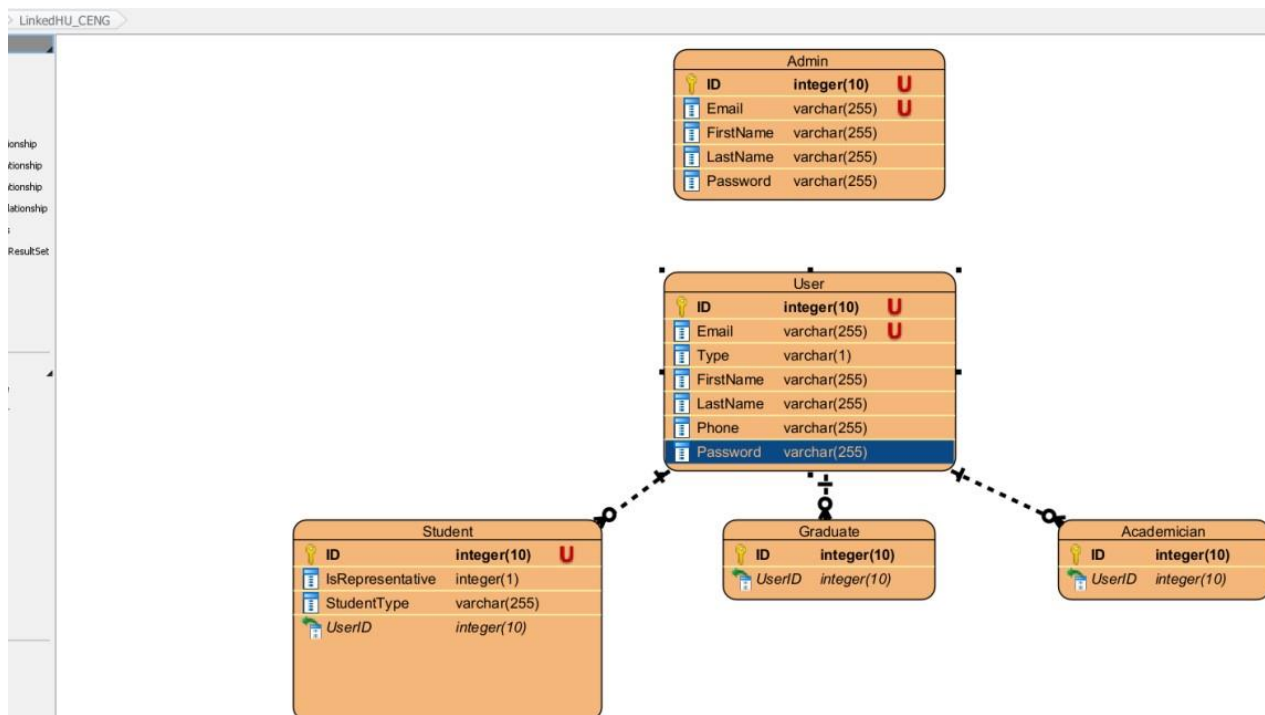 LinkedHU_CENG
ionship
tionship
tionship
lationship
s
ResultSet
Admin
ID integer(10) U
Email varchar(255) U
FirstName varchar(255)
LastName varchar(255)
Password varchar(255)
User
ID integer(10) U
Email varchar(255) U
Type varchar(1)
FirstName varchar(255)
LastName varchar(255)
Phone varchar(255)
Password varchar(255)
Student
ID integer(10) U
IsRepresentative integer(1)
StudentType varchar(255)
UserID integer(10)
Graduate
ID integer(10)
UserID integer(10)
Academician
ID integer(10)
UserID integer(10)